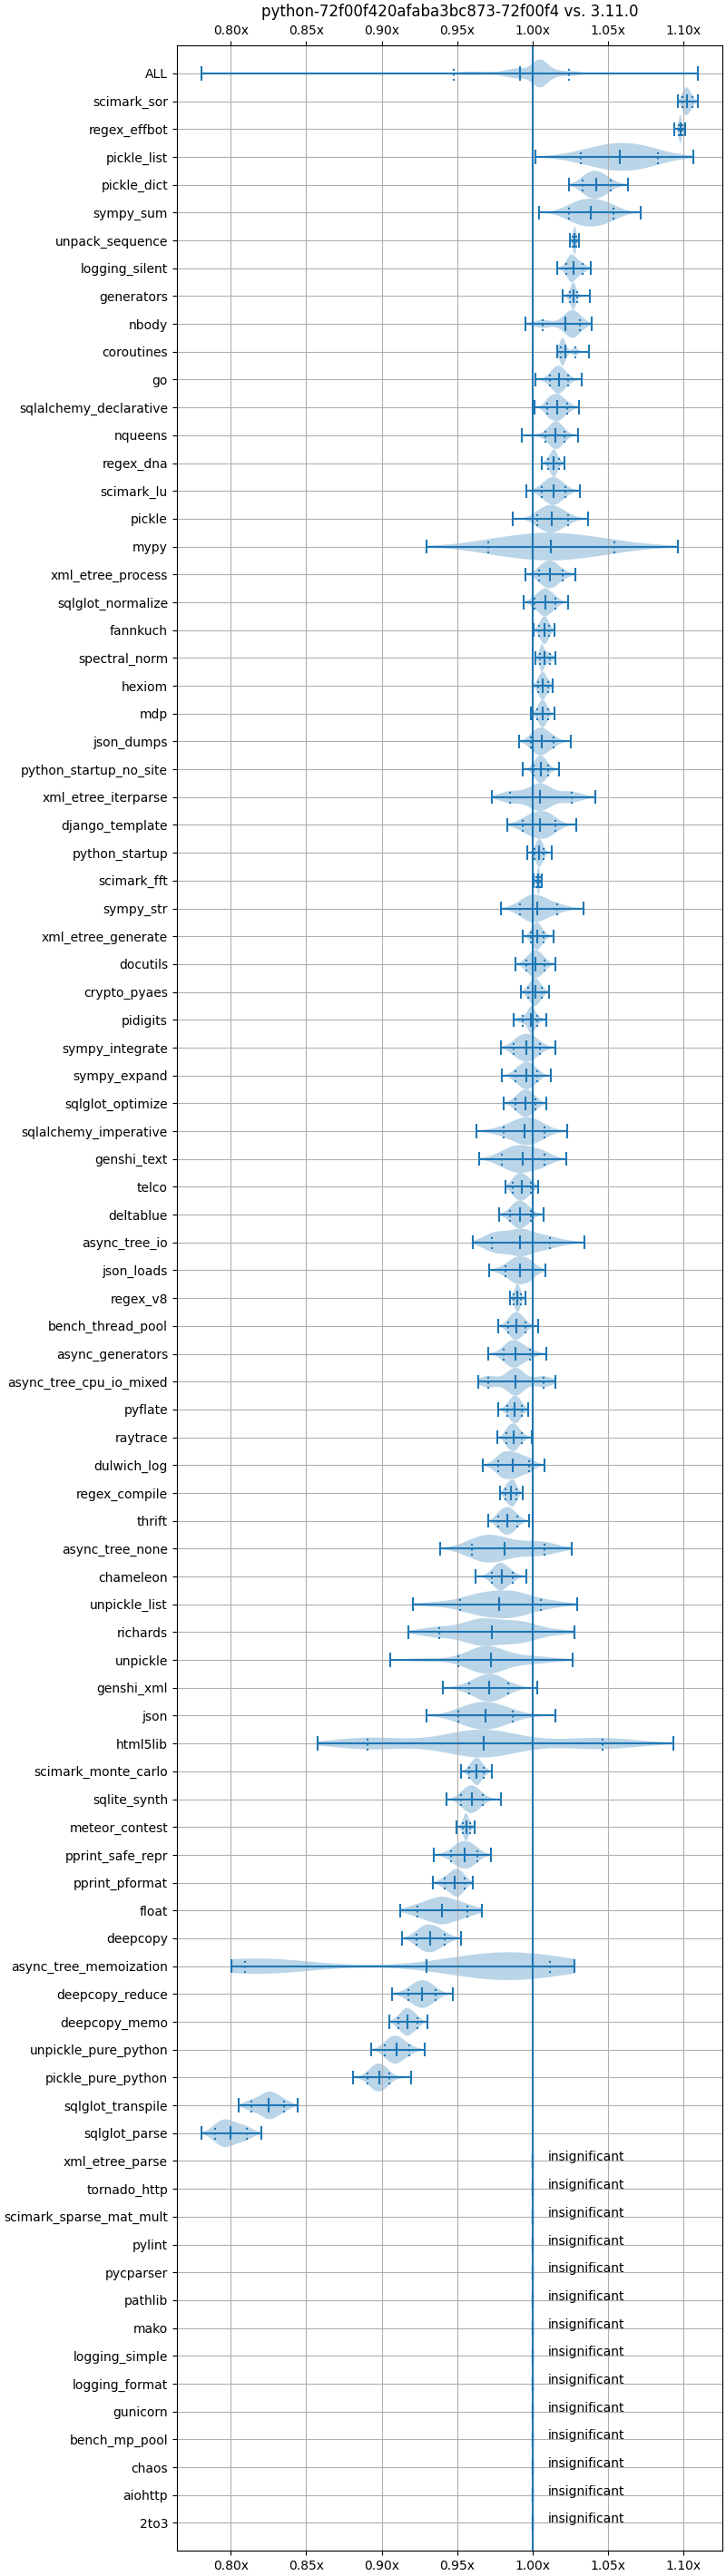 python-72f00f420afaba3bc873-72f00f4 vs. 3.11.0
0.80x 0.85x 0.90x 0.95x 1.00x 1.05x 1.10x
ALL
scimark_sor
regex_effbot
pickle_list
pickle_dict
sympy_sum
unpack_sequence
logging_silent
generators
nbody
coroutines
go
sqlalchemy_declarative
nqueens
regex_dna
scimark_lu
pickle
mypy
xml_etree_process
sqlglot_normalize
fannkuch
spectral_norm
hexiom
mdp
json_dumps
python_startup_no_site
xml_etree_iterparse
django_template
python_startup
scimark_fft
sympy_str
xml_etree_generate
docutils
crypto_pyaes
pidigits
sympy_integrate
sympy_expand
sqlglot_optimize
sqlalchemy_imperative
genshi_text
telco
deltablue
async_tree_io
json_loads
regex_v8
bench_thread_pool
async_generators
async_tree_cpu_io_mixed
pyflate
raytrace
dulwich_log
regex_compile
thrift
async_tree_none
chameleon
unpickle_list
richards
unpickle
genshi_xml
json
html5lib
scimark_monte_carlo
sqlite_synth
meteor_contest
pprint_safe_repr
pprint_pformat
float
deepcopy
async_tree_memoization
deepcopy_reduce
deepcopy_memo
unpickle_pure_python
pickle_pure_python
sqlglot_transpile
sqlglot_parse
xml_etree_parse insignificant
tornado_http insignificant
scimark_sparse_mat_mult insignificant
pylint insignificant
pycparser insignificant
pathlib insignificant
mako insignificant
logging_simple insignificant
logging_format insignificant
gunicorn insignificant
bench_mp_pool insignificant
chaos insignificant
aiohttp insignificant
2to3 insignificant
0.80x 0.85x 0.90x 0.95x 1.00x 1.05x 1.10x